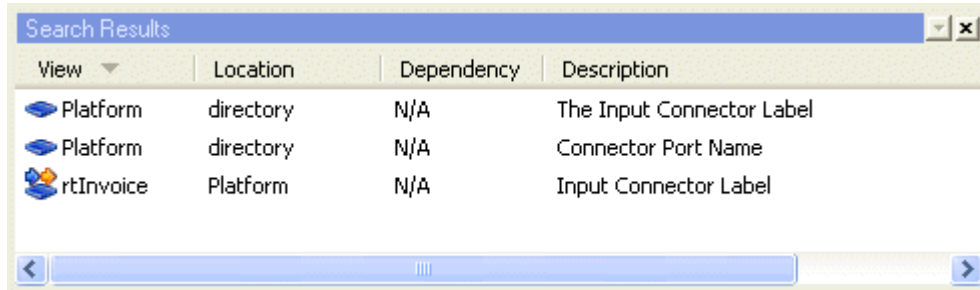 Search Results
View Location Dependency Description
Platform directory N/A The Input Connector Label
Platform directory N/A Connector Port Name
rtInvoice Platform N/A Input Connector Label